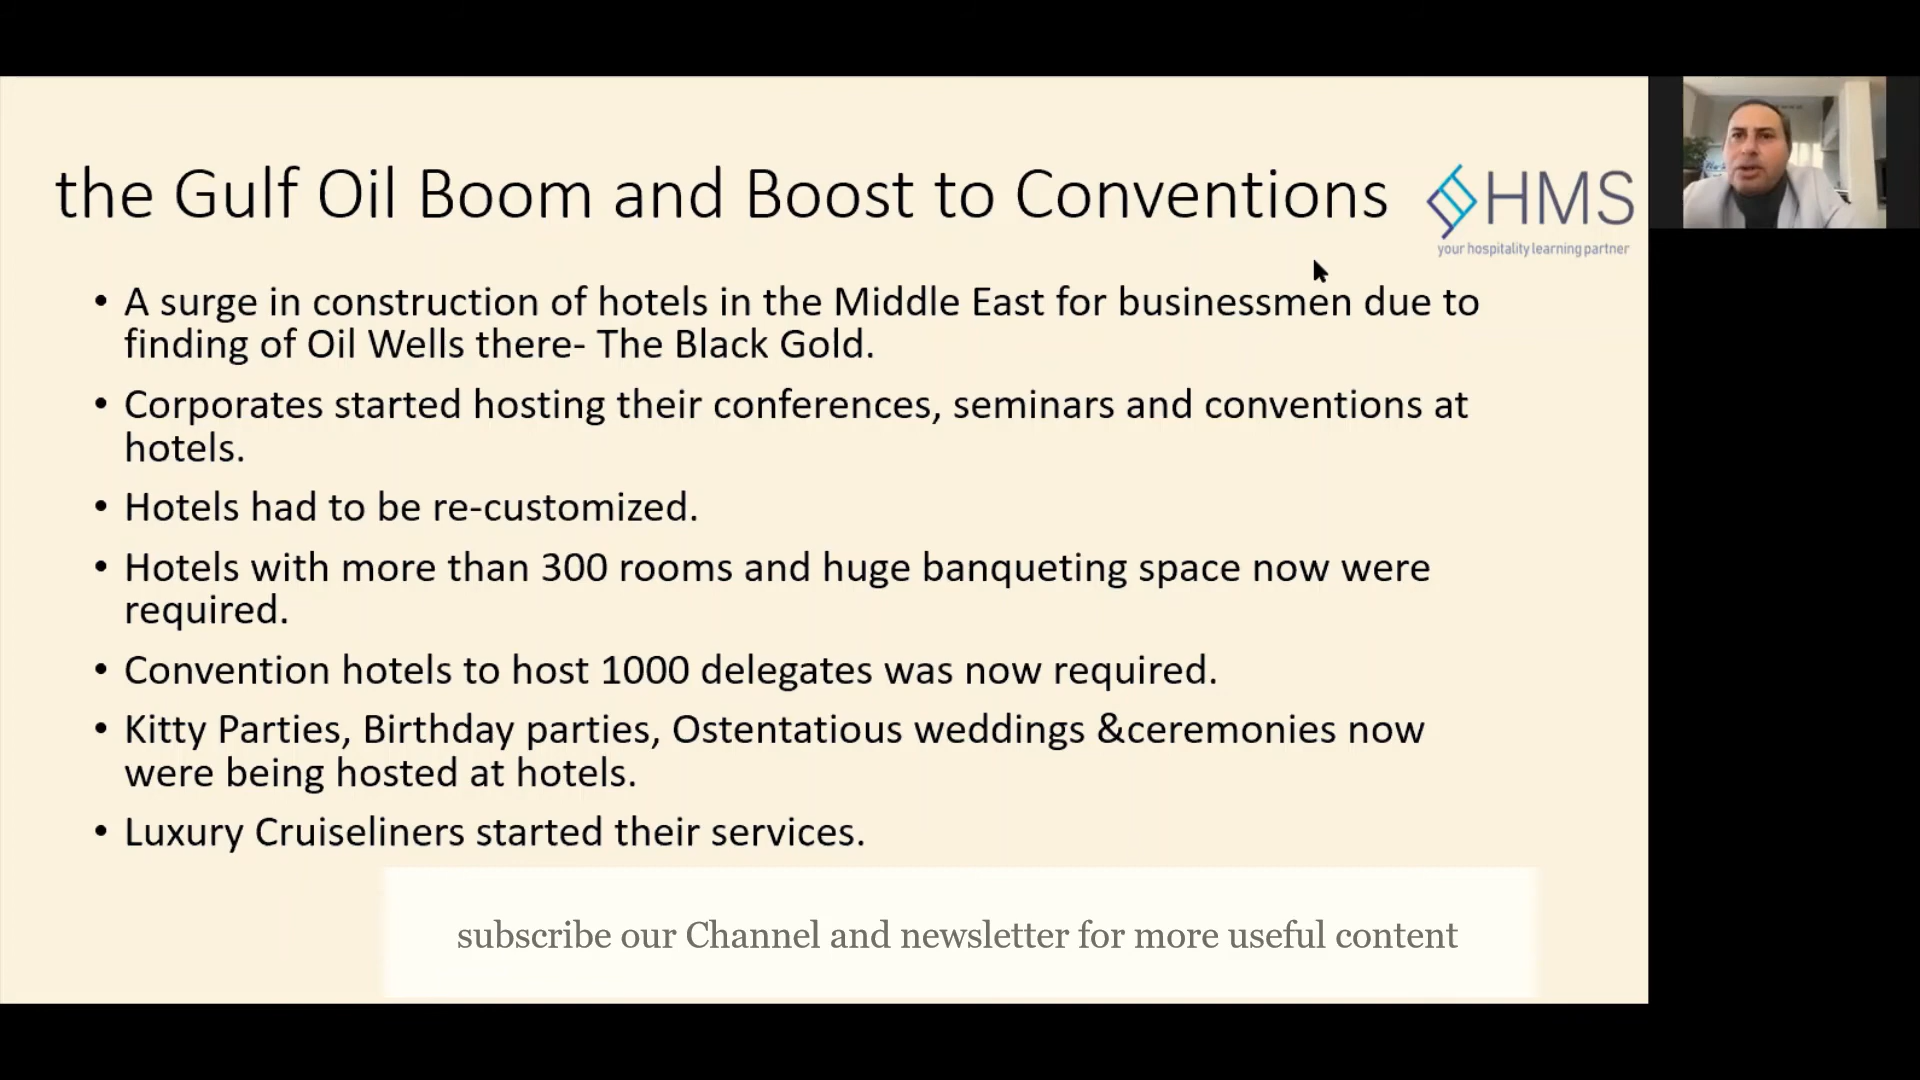 the Gulf Oil Boom and Boost to Conventions
HMS
your hospitality learning partner
• A surge in construction of hotels in the Middle East for businessmen due to
finding of Oil Wells there- The Black Gold.
• Corporates started hosting their conferences, seminars and conventions at
hotels.
• Hotels had to be re-customized.
• Hotels with more than 300 rooms and huge banqueting space now were
required.
• Convention hotels to host 1000 delegates was now required.
• Kitty Parties, Birthday parties, Ostentatious weddings &ceremonies now
were being hosted at hotels.
• Luxury Cruiseliners started their services.
subscribe our Channel and newsletter for more useful content